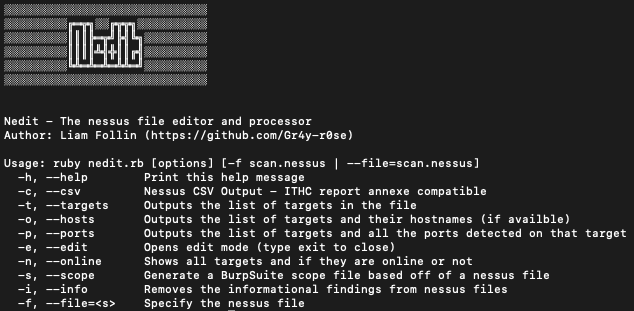 Nedit
Nedit – The nessus file editor and processor
Author: Liam Follin (https://github.com/Gr4y-r0se)
Usage: ruby nedit.rb [options] [-f scan.nessus | --file=scan.nessus]
-h, --help Print this help message
-c, --csv Nessus CSV Output – ITHC report annexe compatible
-t, --targets Outputs the list of targets in the file
-o, --hosts Outputs the list of targets and their hostnames (if availble)
-p, --ports Outputs the list of targets and all the ports detected on that target
-e, --edit Opens edit mode (type exit to close)
-n, --online Shows all targets and if they are online or not
-s, --scope Generate a BurpSuite scope file based off of a nessus file
-i, --info Removes the informational findings from nessus files
-f, --file=<s> Specify the nessus file